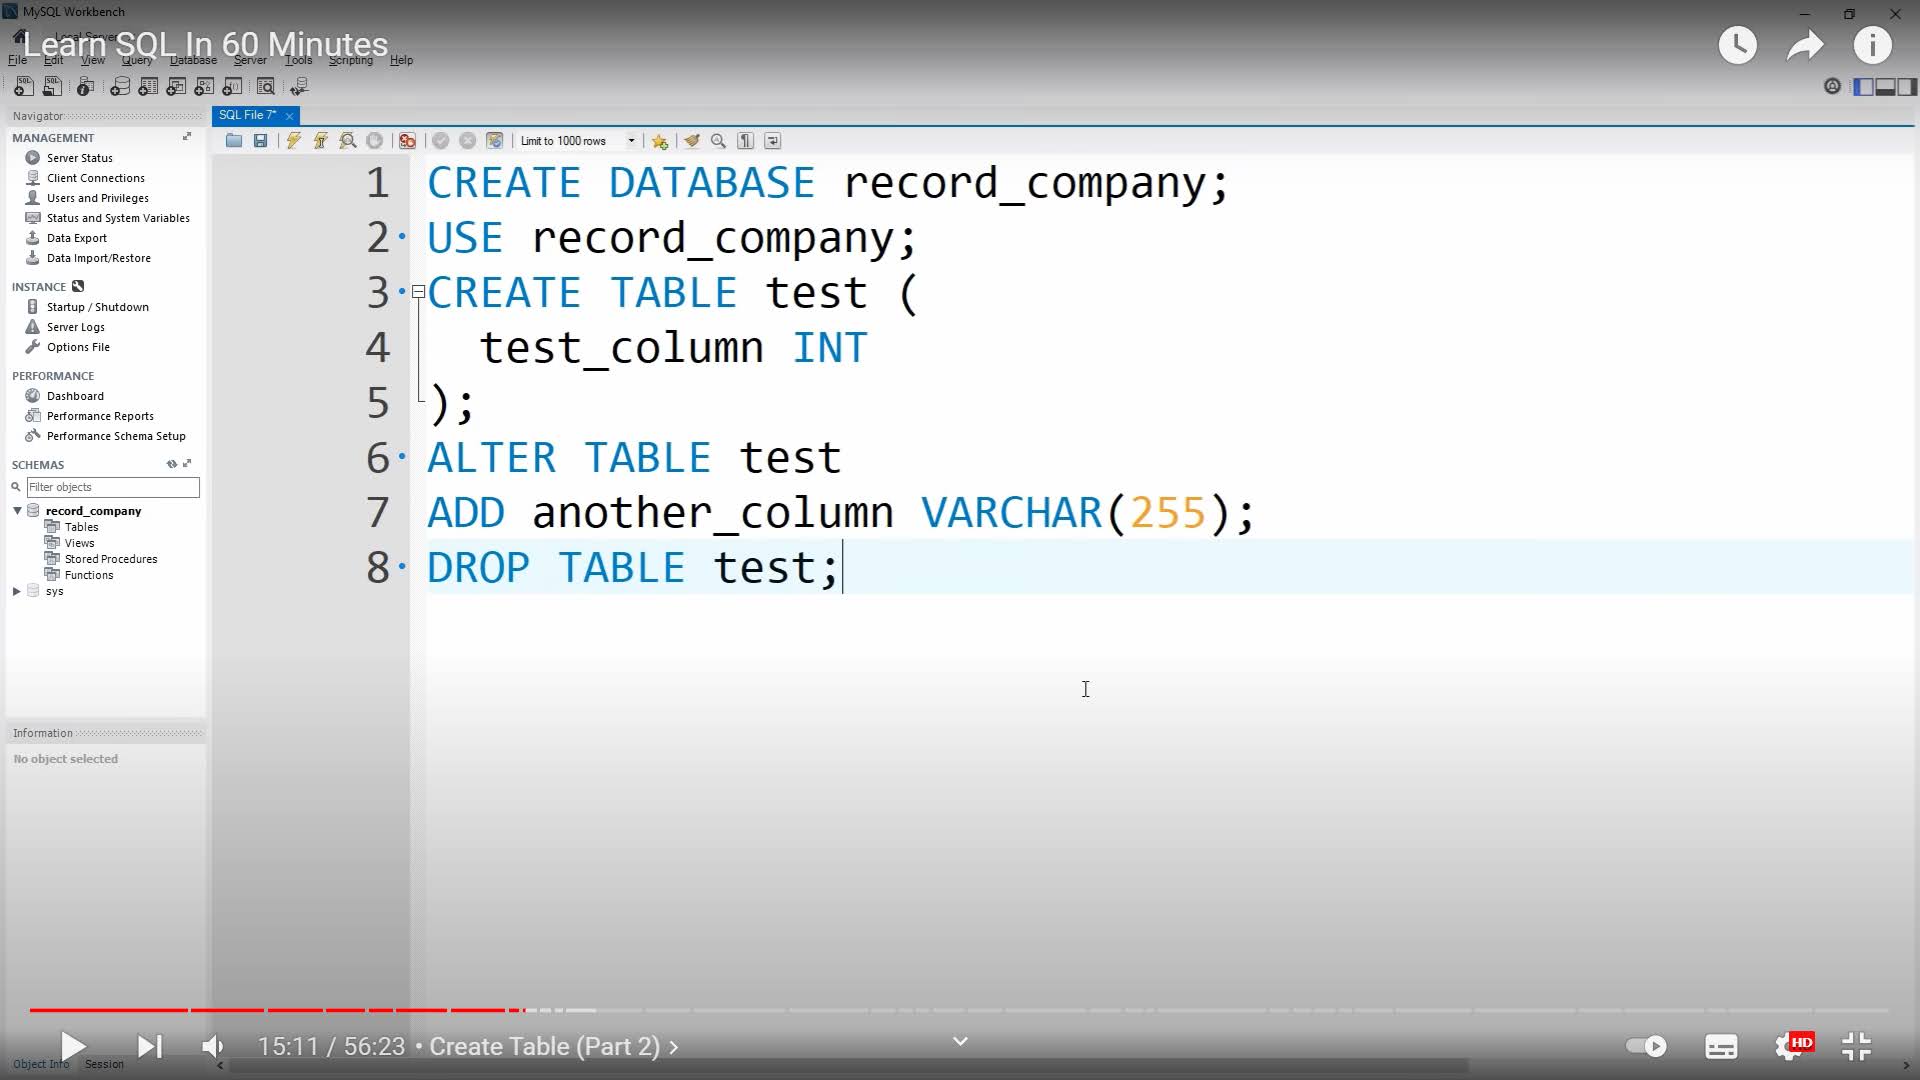 MySQL Workbench
Local Server
Learn SQL In 60 Minutes
File Edit View Query Database Server Tools Scripting Help
Navigator
SQL File 7*
MANAGEMENT
Limit to 1000 rows
Server Status
Client Connections
Users and Privileges
Status and System Variables
Data Export
Data Import/Restore
INSTANCE
Startup / Shutdown
Server Logs
Options File
PERFORMANCE
Dashboard
Performance Reports
Performance Schema Setup
SCHEMAS
Filter objects
record_company
Tables
Views
Stored Procedures
Functions
sys
Information
No object selected
1 CREATE DATABASE record_company;
2 USE record_company;
3 CREATE TABLE test (
4 test_column INT
5 );
6 ALTER TABLE test
7 ADD another_column VARCHAR(255);
8 DROP TABLE test;
15:11 / 56:23 • Create Table (Part 2) >
HD
Object Info Session